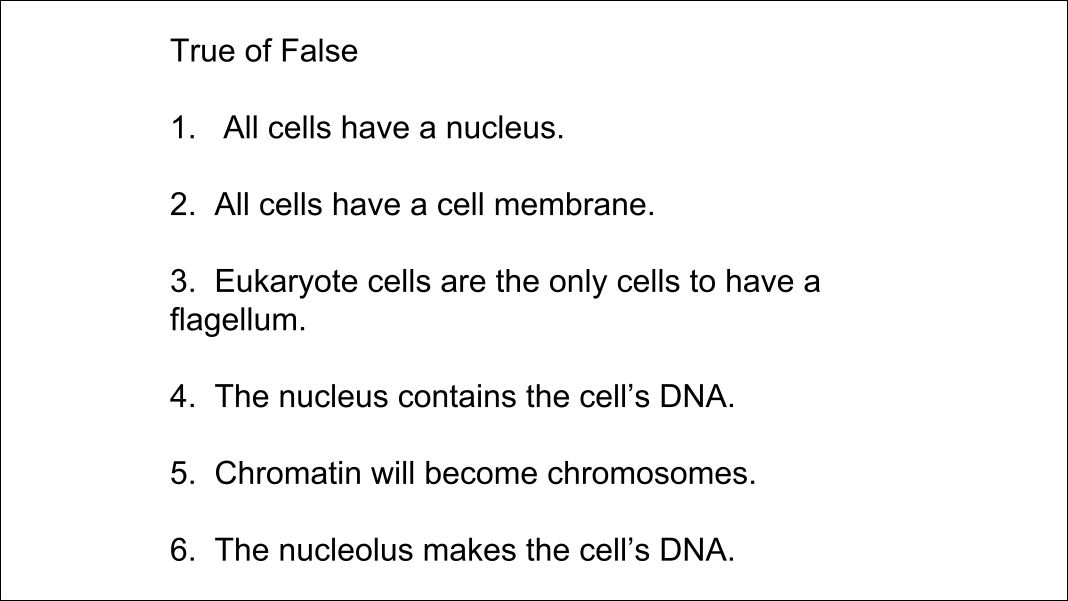 True of False
1. All cells have a nucleus.
2. All cells have a cell membrane.
3. Eukaryote cells are the only cells to have a
flagellum.
4. The nucleus contains the cell’s DNA.
5. Chromatin will become chromosomes.
6. The nucleolus makes the cell’s DNA.